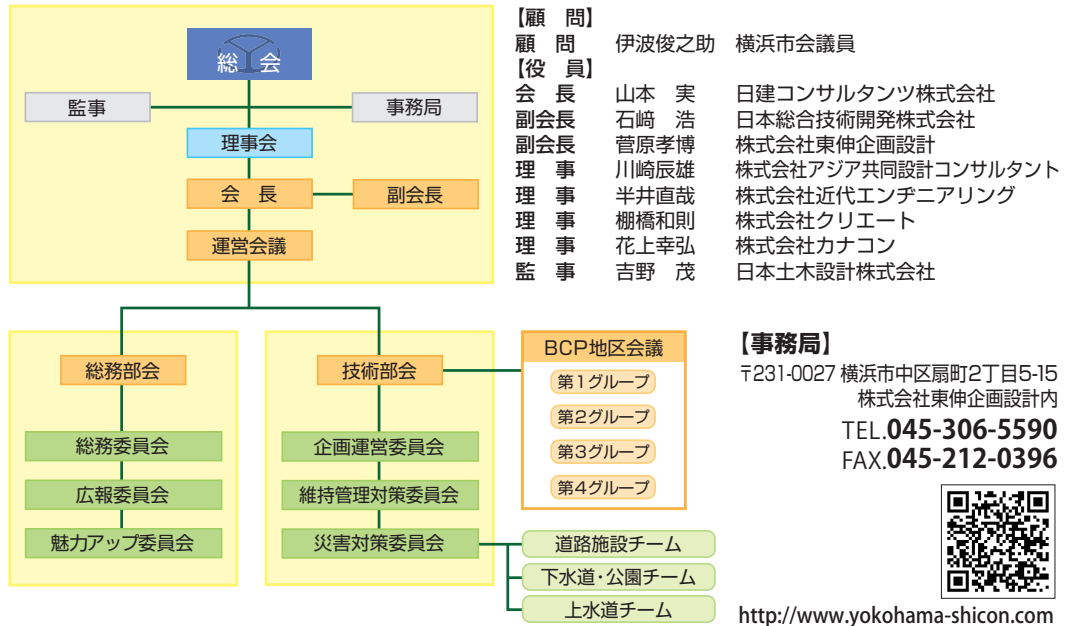 総 会
監事
事務局
理事会
会 長
副会長
運営会議
総務部会
総務委員会
広報委員会
魅力アップ委員会
技術部会
企画運営委員会
維持管理対策委員会
災害対策委員会
BCP地区会議
第1グループ
第2グループ
第3グループ
第4グループ
道路施設チーム
下水道・公園チーム
上水道チーム
【顧 問】
顧 問 伊波俊之助 横浜市会議員
【役 員】
会 長 山本 実 日建コンサルタンツ株式会社
副会長 石﨑 浩 日本総合技術開発株式会社
副会長 菅原孝博 株式会社東伸企画設計
理 事 川崎辰雄 株式会社アジア共同設計コンサルタント
理 事 半井直哉 株式会社近代エンヂニアリング
理 事 棚橋和則 株式会社クリエート
理 事 花上幸弘 株式会社カナコン
監 事 吉野 茂 日本土木設計株式会社
【事務局】
〒231-0027 横浜市中区扇町2丁目5-15
株式会社東伸企画設計内
TEL.045-306-5590
FAX.045-212-0396
http://www.yokohama-shicon.com